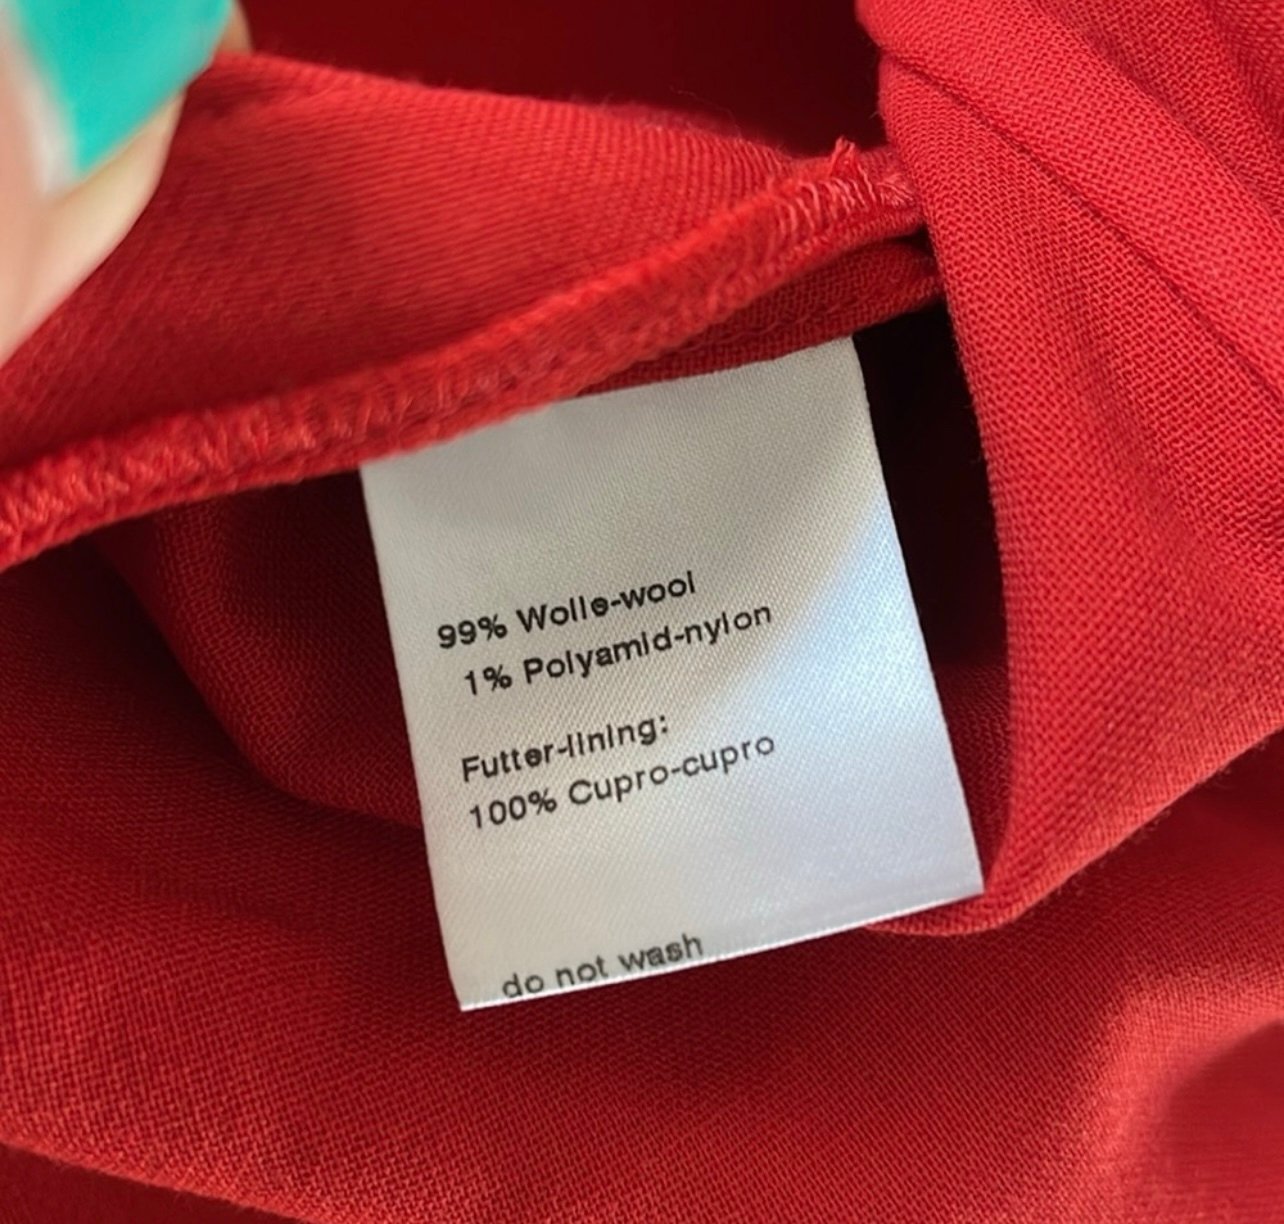 99% Wolle-wool
1% Polyamid-nylon
Futter-lining:
100% Cupro-cupro
do not wash